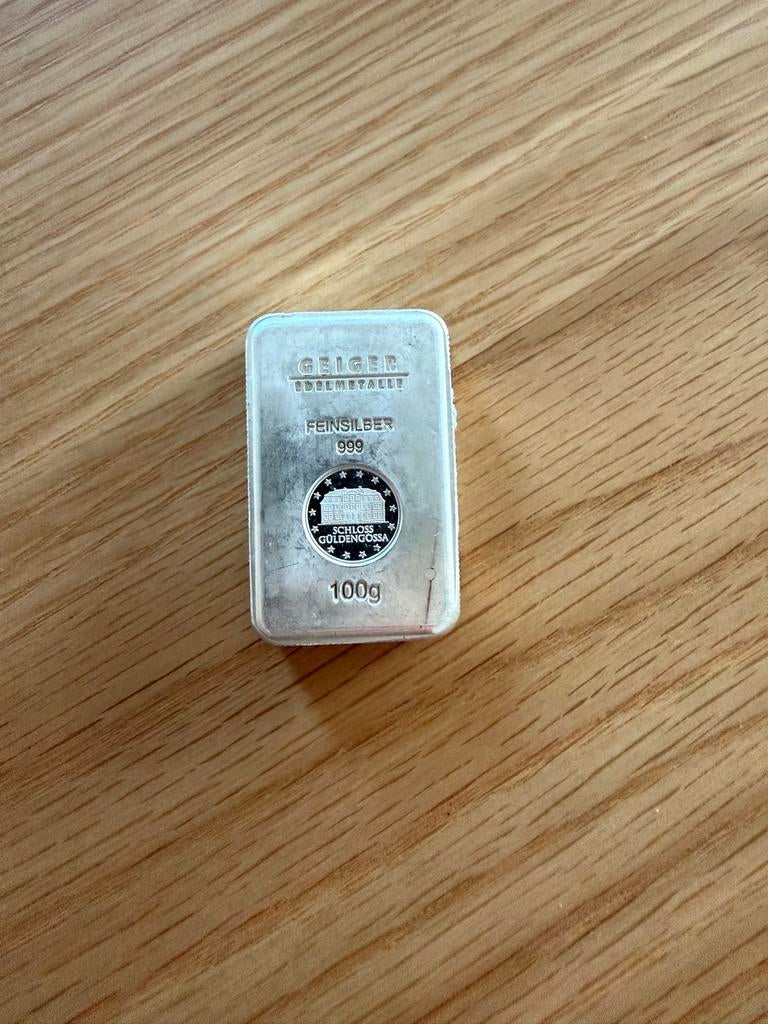 GEIGER
EDELMETALLE
FEINSILBER
999
SCHLOSS
GÜLDENGOSSA
100g